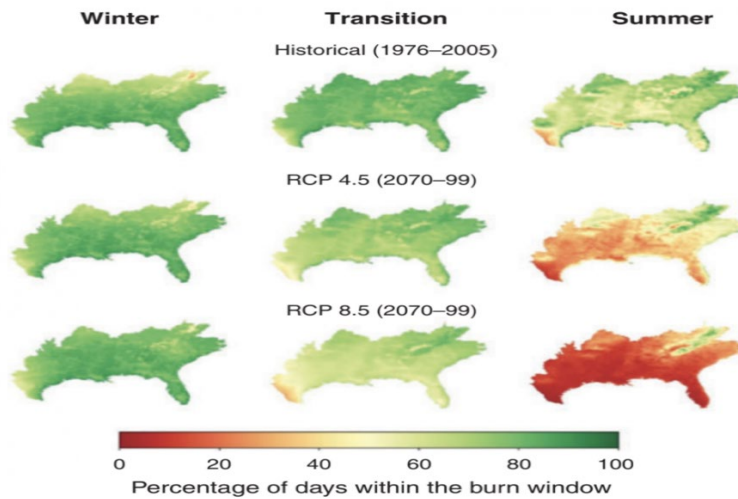 Winter Transition Summer
Historical (1976–2005)
RCP 4.5 (2070–99)
RCP 8.5 (2070–99)
0 20 40 60 80 100
Percentage of days within the burn window